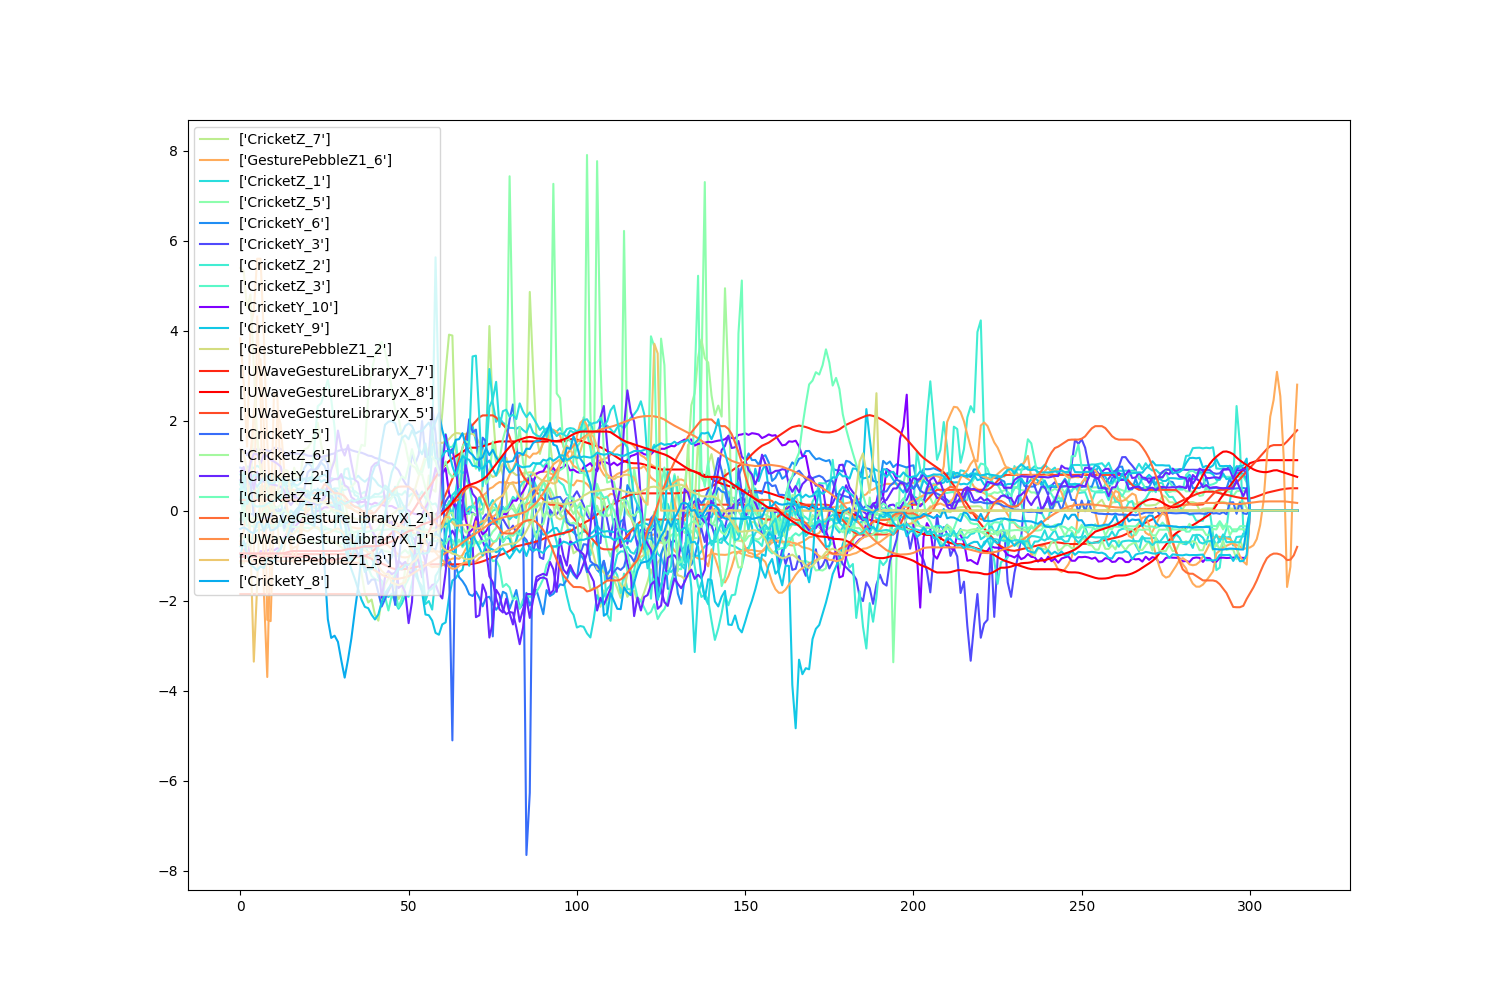 ['CricketZ_7']
['GesturePebbleZ1_6']
['CricketZ_1']
['CricketZ_5']
['CricketY_6']
['CricketY_3']
['CricketZ_2']
['CricketZ_3']
['CricketY_10']
['CricketY_9']
['GesturePebbleZ1_2']
['UWaveGestureLibraryX_7']
['UWaveGestureLibraryX_8']
['UWaveGestureLibraryX_5']
['CricketY_5']
['CricketZ_6']
['CricketY_2']
['CricketZ_4']
['UWaveGestureLibraryX_2']
['UWaveGestureLibraryX_1']
['GesturePebbleZ1_3']
['CricketY_8']
8
6
4
2
0
−2
−4
−6
−8
0 50 100 150 200 250 300